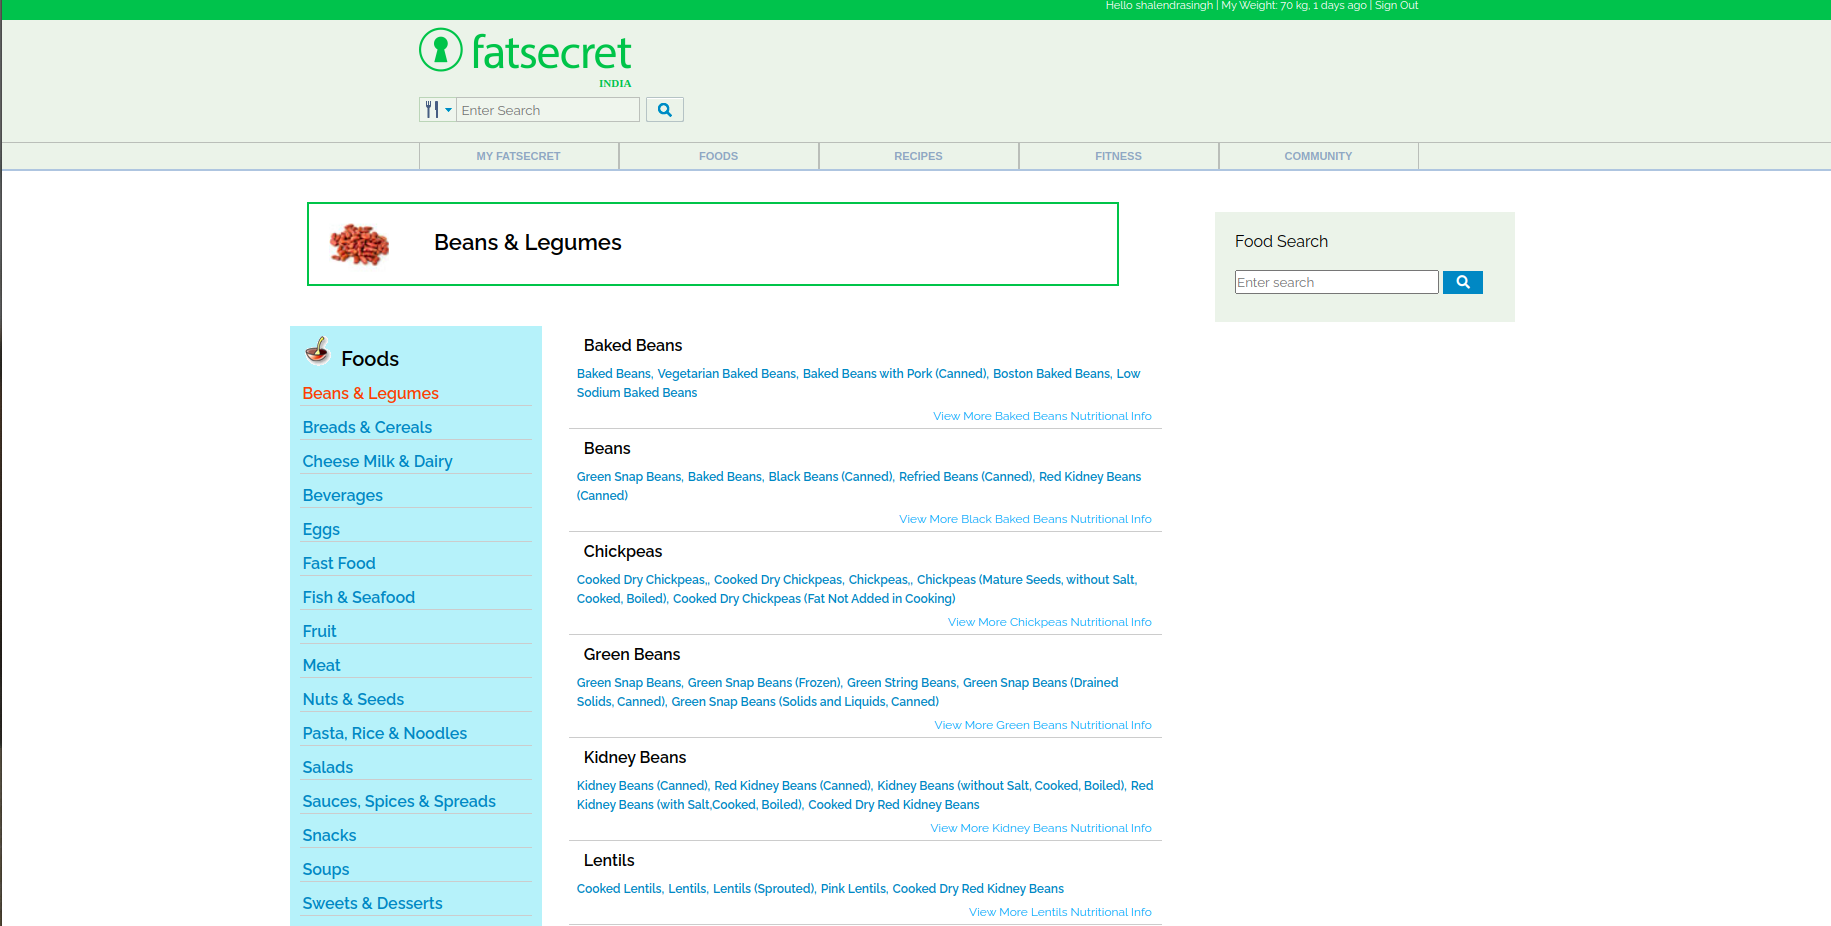 Hello shalendrasingh | My Weight: 70 kg, 1 days ago | Sign Out
fatsecret
INDIA
Enter Search
MY FATSECRET
FOODS
RECIPES
FITNESS
COMMUNITY
Beans & Legumes
Food Search
Enter search
Foods
Beans & Legumes
Breads & Cereals
Cheese Milk & Dairy
Beverages
Eggs
Fast Food
Fish & Seafood
Fruit
Meat
Nuts & Seeds
Pasta, Rice & Noodles
Salads
Sauces, Spices & Spreads
Snacks
Soups
Sweets & Desserts
Baked Beans
Baked Beans, Vegetarian Baked Beans, Baked Beans with Pork (Canned), Boston Baked Beans, Low
Sodium Baked Beans
View More Baked Beans Nutritional Info
Beans
Green Snap Beans, Baked Beans, Black Beans (Canned), Refried Beans (Canned), Red Kidney Beans
(Canned)
View More Black Baked Beans Nutritional Info
Chickpeas
Cooked Dry Chickpeas,, Cooked Dry Chickpeas, Chickpeas,, Chickpeas (Mature Seeds, without Salt,
Cooked, Boiled), Cooked Dry Chickpeas (Fat Not Added in Cooking)
View More Chickpeas Nutritional Info
Green Beans
Green Snap Beans, Green Snap Beans (Frozen), Green String Beans, Green Snap Beans (Drained
Solids, Canned), Green Snap Beans (Solids and Liquids, Canned)
View More Green Beans Nutritional Info
Kidney Beans
Kidney Beans (Canned), Red Kidney Beans (Canned), Kidney Beans (without Salt, Cooked, Boiled), Red
Kidney Beans (with Salt,Cooked, Boiled), Cooked Dry Red Kidney Beans
View More Kidney Beans Nutritional Info
Lentils
Cooked Lentils, Lentils, Lentils (Sprouted), Pink Lentils, Cooked Dry Red Kidney Beans
View More Lentils Nutritional Info